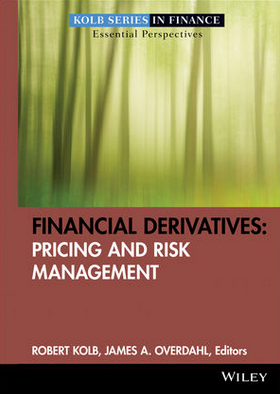 KOLB SERIES IN FINANCE
Essential Perspectives
FINANCIAL DERIVATIVES:
PRICING AND RISK
MANAGEMENT
ROBERT KOLB, JAMES A. OVERDAHL, Editors
WILEY